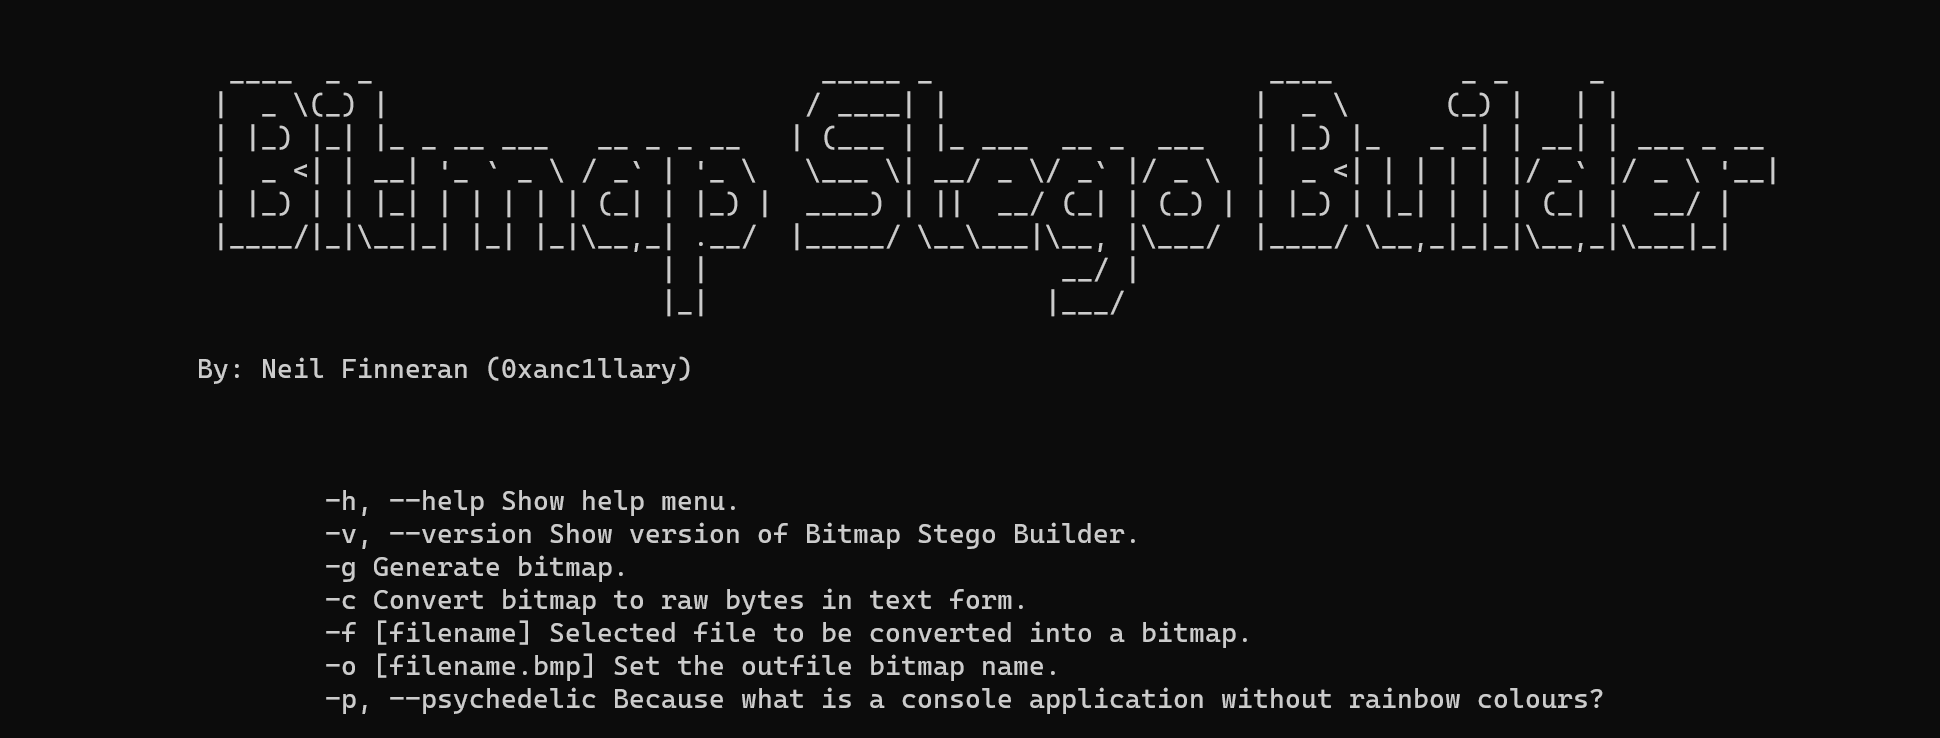 Bitmap Stego Builder
By: Neil Finneran (0xanc1llary)
-h, --help Show help menu.
-v, --version Show version of Bitmap Stego Builder.
-g Generate bitmap.
-c Convert bitmap to raw bytes in text form.
-f [filename] Selected file to be converted into a bitmap.
-o [filename.bmp] Set the outfile bitmap name.
-p, --psychedelic Because what is a console application without rainbow colours?